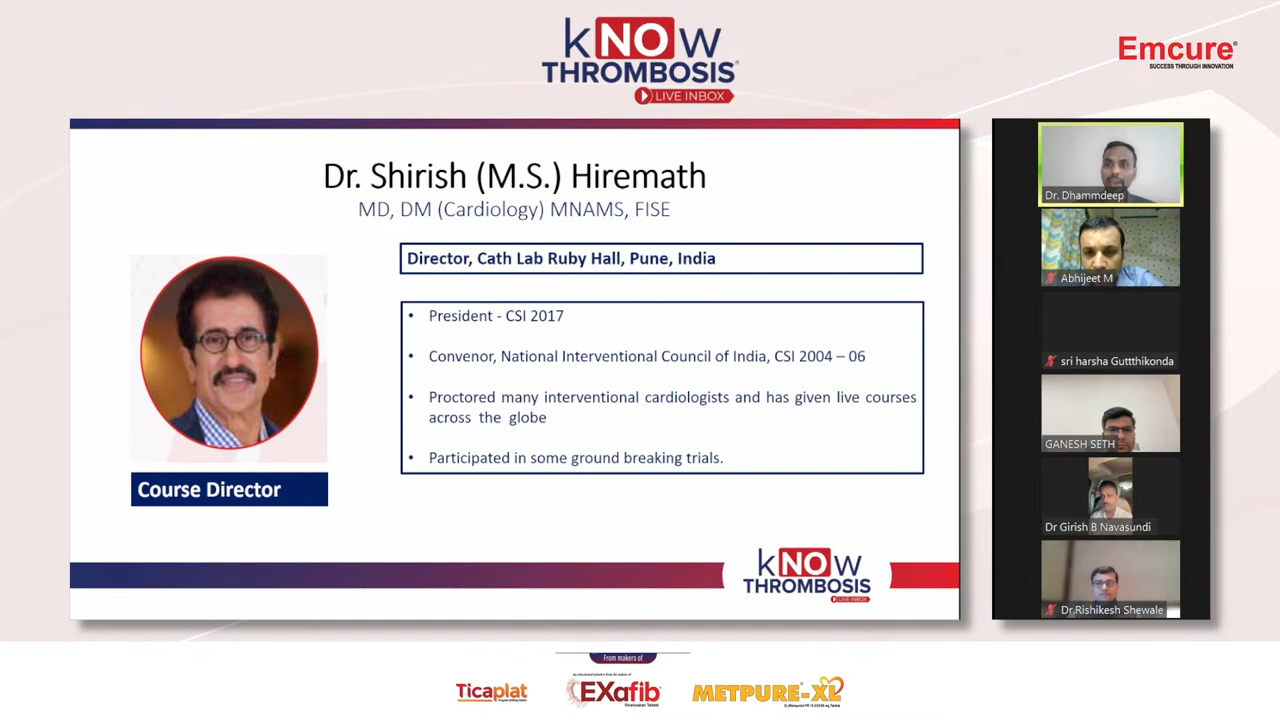 kNOw
THROMBOSIS
LIVE INBOX
Emcure®
SUCCESS THROUGH INNOVATION
Dr. Shirish (M.S.) Hiremath
MD, DM (Cardiology) MNAMS, FISE
Director, Cath Lab Ruby Hall, Pune, India
• President - CSI 2017
• Convenor, National Interventional Council of India, CSI 2004 – 06
• Proctored many interventional cardiologists and has given live courses
across the globe
• Participated in some ground breaking trials.
Course Director
kNOw
THROMBOSIS
LIVE INBOX
Dr. Dhammdeep
Abhijeet M
sri harsha Guttthikonda
GANESH SETH
Dr Girish B Navasundi
Dr.Rishikesh Shewale
From makers of
Ticaplat
EXafib
Rivaroxaban Tablets
METPURE-XL